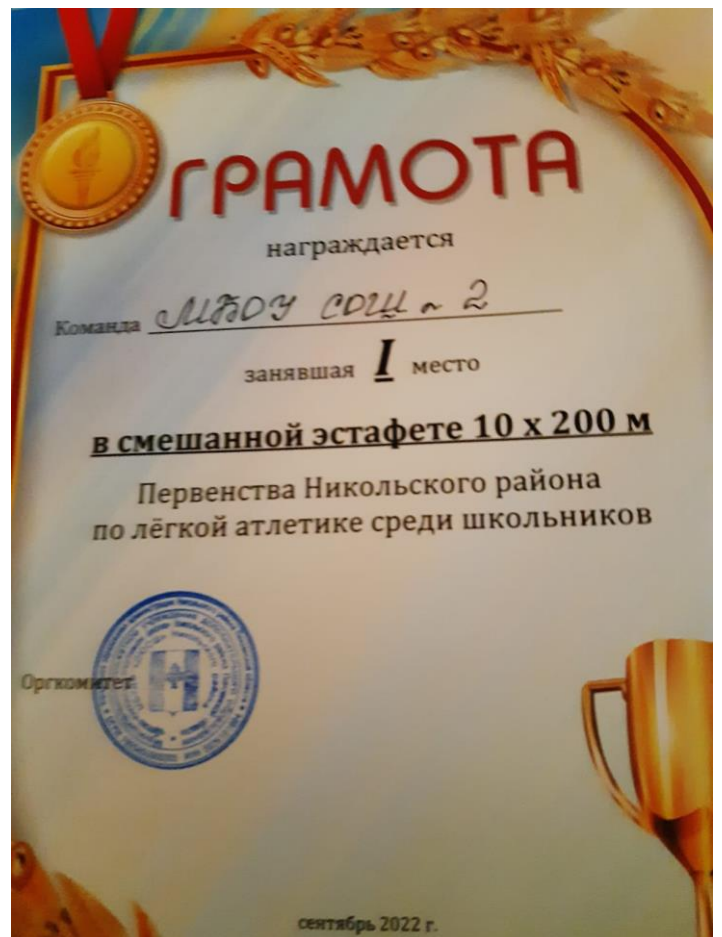 ГРАМОТА
награждается
Команда МБОУ СОШ № 2
занявшая I место
в смешанной эстафете 10 х 200 м
Первенства Никольского района
по лёгкой атлетике среди школьников
Оргкомитет
сентябрь 2022 г.